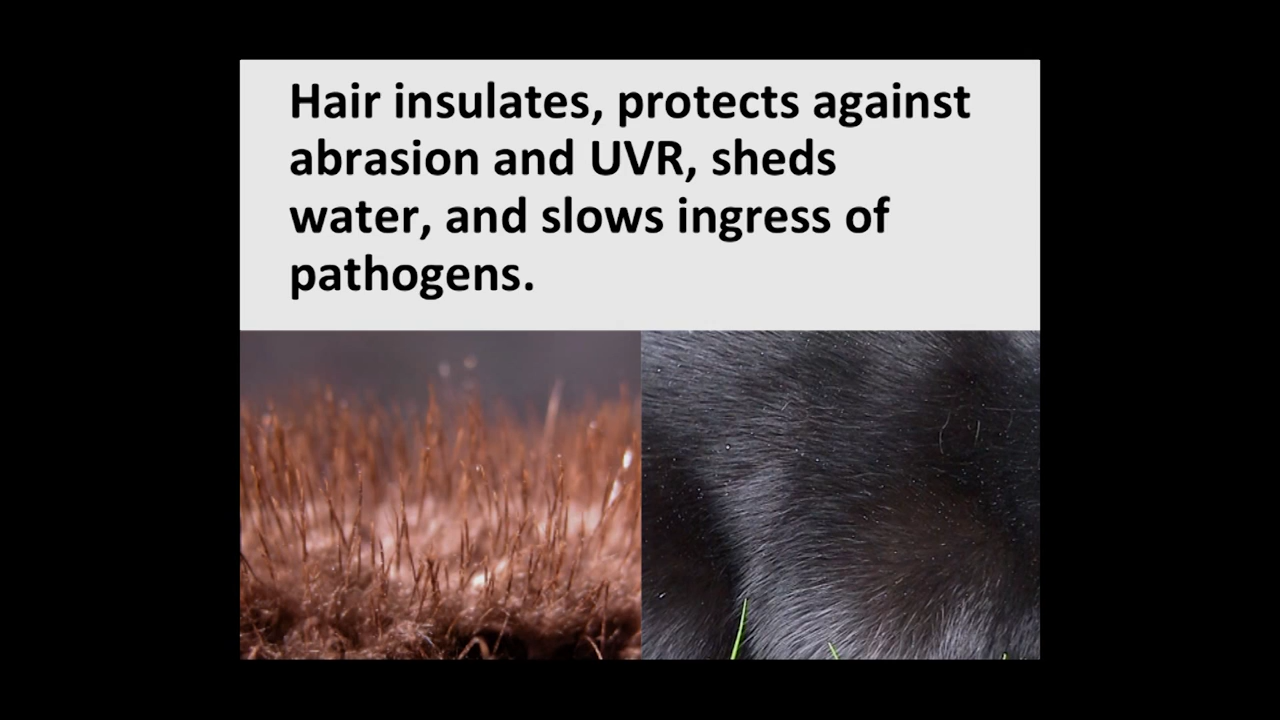 Hair insulates, protects against
abrasion and UVR, sheds
water, and slows ingress of
pathogens.